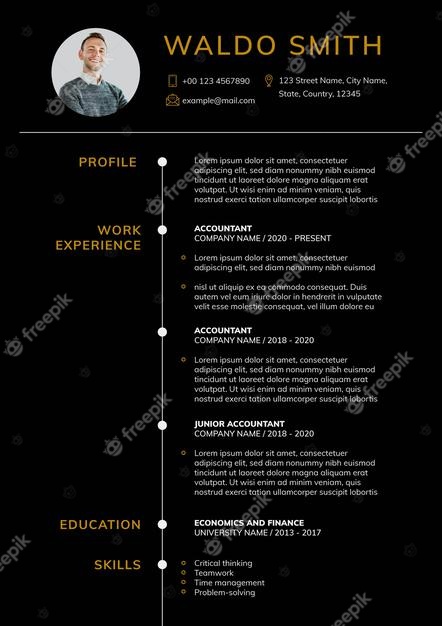 WALDO SMITH
+00 123 4567890
123 Street Name, City Name,
State, Country, 12345
example@mail.com
PROFILE
Lorem ipsum dolor sit amet, consectetuer
adipiscing elit, sed diam nonummy nibh euismod
tincidunt ut laoreet dolore magna aliquam erat
volutpat. Ut wisi enim ad minim veniam, quis
nostrud exerci tation ullamcorper suscipit lobortis
WORK
EXPERIENCE
ACCOUNTANT
COMPANY NAME / 2020 - PRESENT
Lorem ipsum dolor sit amet, consectetuer
adipiscing elit, sed diam nonummy nibh
nisl ut aliquip ex ea commodo consequat. Duis
autem vel eum iriure dolor in hendrerit in vulputate
velit esse molestie consequat, vel illum dolore eu
ACCOUNTANT
COMPANY NAME / 2018 - 2020
Lorem ipsum dolor sit amet, consectetuer
adipiscing elit, sed diam nonummy nibh euismod
tincidunt ut laoreet dolore magna aliquam erat
volutpat. Ut wisi enim ad minim veniam, quis
nostrud exerci tation ullamcorper suscipit lobortis
JUNIOR ACCOUNTANT
COMPANY NAME / 2018 - 2020
Lorem ipsum dolor sit amet, consectetuer
adipiscing elit, sed diam nonummy nibh euismod
tincidunt ut laoreet dolore magna aliquam erat
volutpat. Ut wisi enim ad minim veniam, quis
nostrud exerci tation ullamcorper suscipit lobortis
EDUCATION
ECONOMICS AND FINANCE
UNIVERSITY NAME / 2013 - 2017
SKILLS
Critical thinking
Teamwork
Time management
Problem-solving
freepik
freepik
freepik
freepik
freepik
freepik
freepik
freepik
freepik
freepik